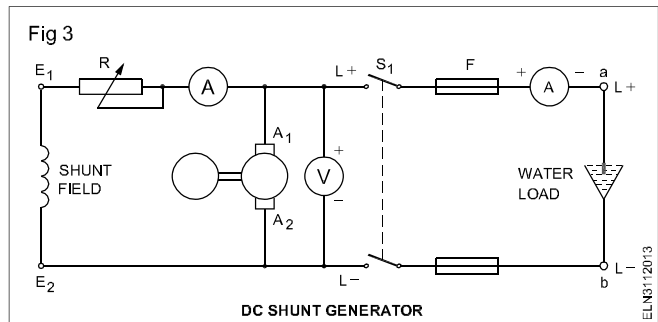 Fig 3
E1
R
A
L+
S1
F
+
A
-
a
L+
SHUNT
FIELD
A1
A2
+
V
-
WATER
LOAD
E2
L-
L-
b
DC SHUNT GENERATOR
ELN3112013